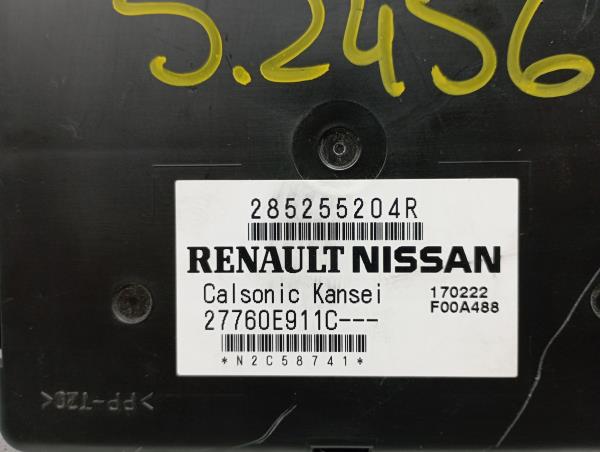 5.2456
285255204R
RENAULT NISSAN
Calsonic Kansei
170222
27760E911C---
F00A488
*N2C58741*
>PP-T20<